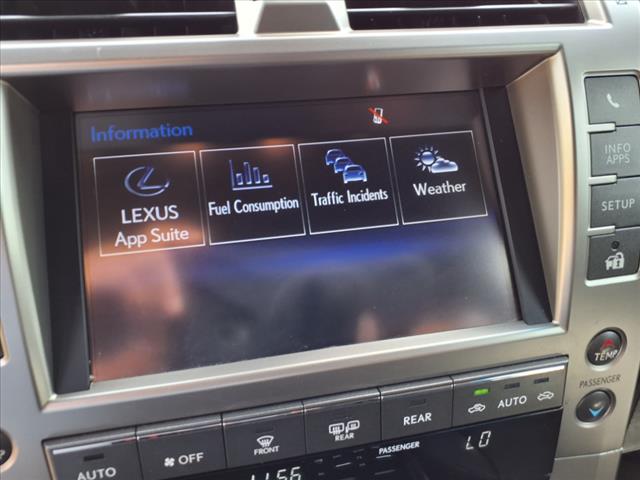 Information
LEXUS
App Suite
Fuel Consumption
Traffic Incidents
Weather
INFO
APPS
SETUP
TEMP
PASSENGER
AUTO
OFF
FRONT
REAR
REAR
AUTO
PASSENGER
LO